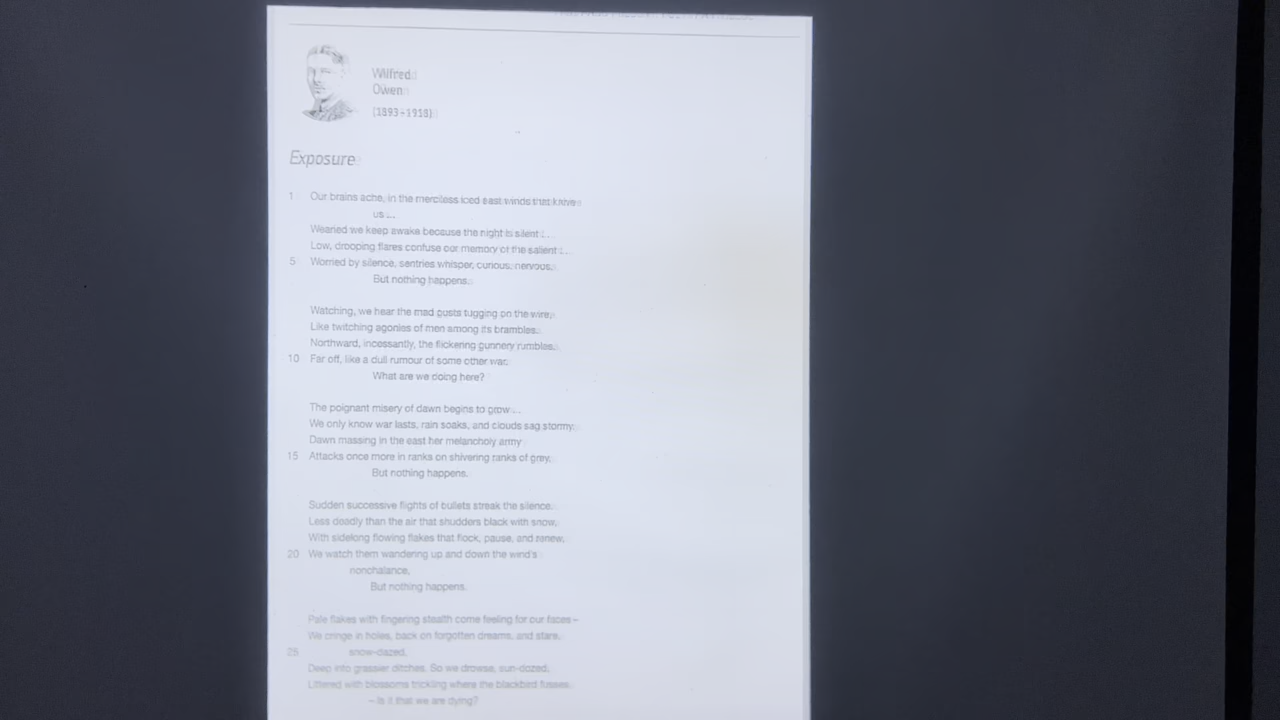 Wilfred
Owen
(1893–1918)
Exposure
1 Our brains ache, in the merciless iced east winds that knive
us ...
Wearied we keep awake because the night is silent ...
Low, drooping flares confuse our memory of the salient ...
5 Worried by silence, sentries whisper, curious, nervous,
But nothing happens.
Watching, we hear the mad gusts tugging on the wire,
Like twitching agonies of men among its brambles.
Northward, incessantly, the flickering gunnery rumbles,
10 Far off, like a dull rumour of some other war.
What are we doing here?
The poignant misery of dawn begins to grow ...
We only know war lasts, rain soaks, and clouds sag stormy.
Dawn massing in the east her melancholy army
15 Attacks once more in ranks on shivering ranks of grey,
But nothing happens.
Sudden successive flights of bullets streak the silence.
Less deadly than the air that shudders black with snow,
With sidelong flowing flakes that flock, pause, and renew,
20 We watch them wandering up and down the wind's
nonchalance,
But nothing happens.
Pale flakes with fingering stealth come feeling for our faces –
We cringe in holes, back on forgotten dreams, and stare,
25 snow-dazed,
Deep into grassier ditches. So we drowse, sun-dozed,
Littered with blossoms trickling where the blackbird fusses.
– Is it that we are dying?